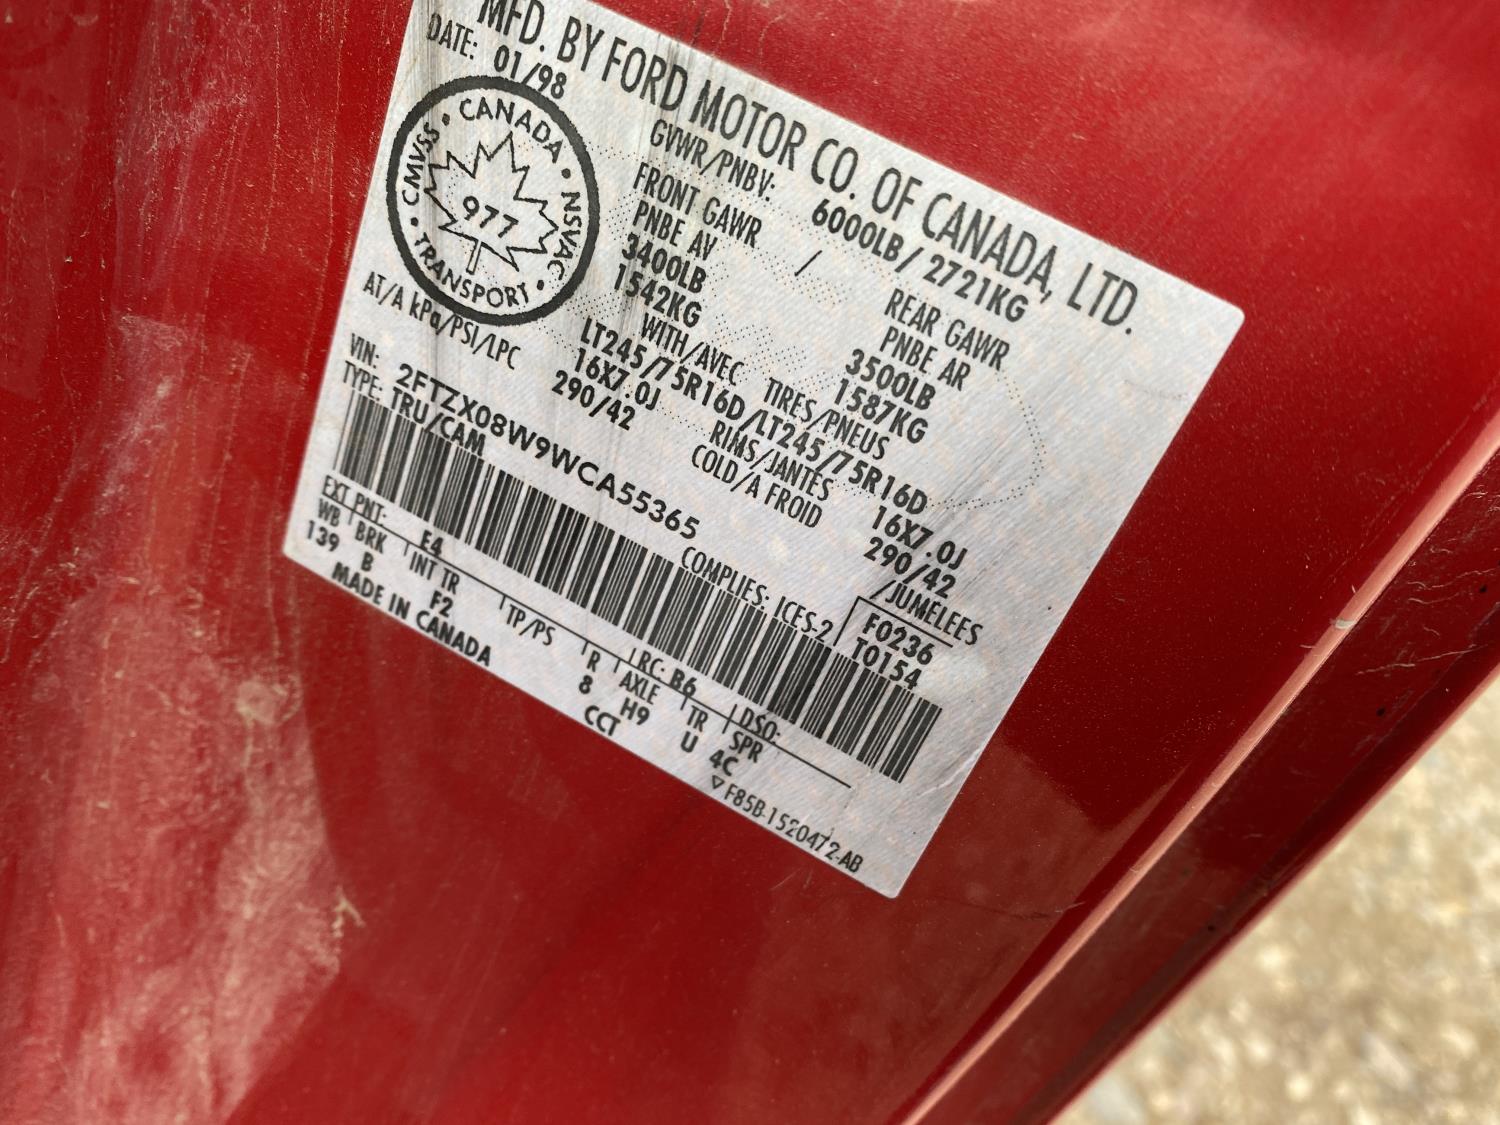 MFD. BY FORD MOTOR CO. OF CANADA, LTD.
DATE: 01/98
GVWR/PNBV: 6000LB / 2721KG
CANADA • NSVAC • TRANSPORT • CMVSS •
977
FRONT GAWR / REAR GAWR
PNBE AV PNBE AR
3400LB 3500LB
1542KG 1587KG
WITH/AVEC TIRES/PNEUS
LT245/75R16D/LT245/75R16D
16X7.0J RIMS/JANTES 16X7.0J
AT/A kPa/PSI/LPC 290/42 COLD/A FROID 290/42
/JUMELEES
VIN: 2FTZX08W9WCA55365
TYPE: TRU/CAM
COMPLIES. ICES-2
F0236
T0154
EXT PNT: E4 RC: B6 DSO:
WB BRK INT TR TP/PS R AXLE TR SPR
139 B F2 8 H9 U 4C
MADE IN CANADA CCT
F85B-1520472-AB